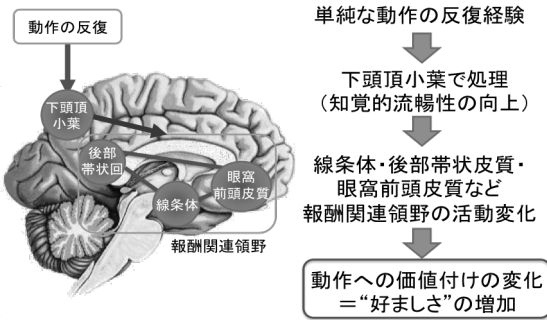 動作の反復
下頭頂
小葉
後部
帯状回
線条体
眼窩
前頭皮質
報酬関連領野
単純な動作の反復経験
下頭頂小葉で処理
（知覚的流暢性の向上）
線条体・後部帯状皮質・
眼窩前頭皮質など
報酬関連領野の活動変化
動作への価値付けの変化
＝“好ましさ”の増加